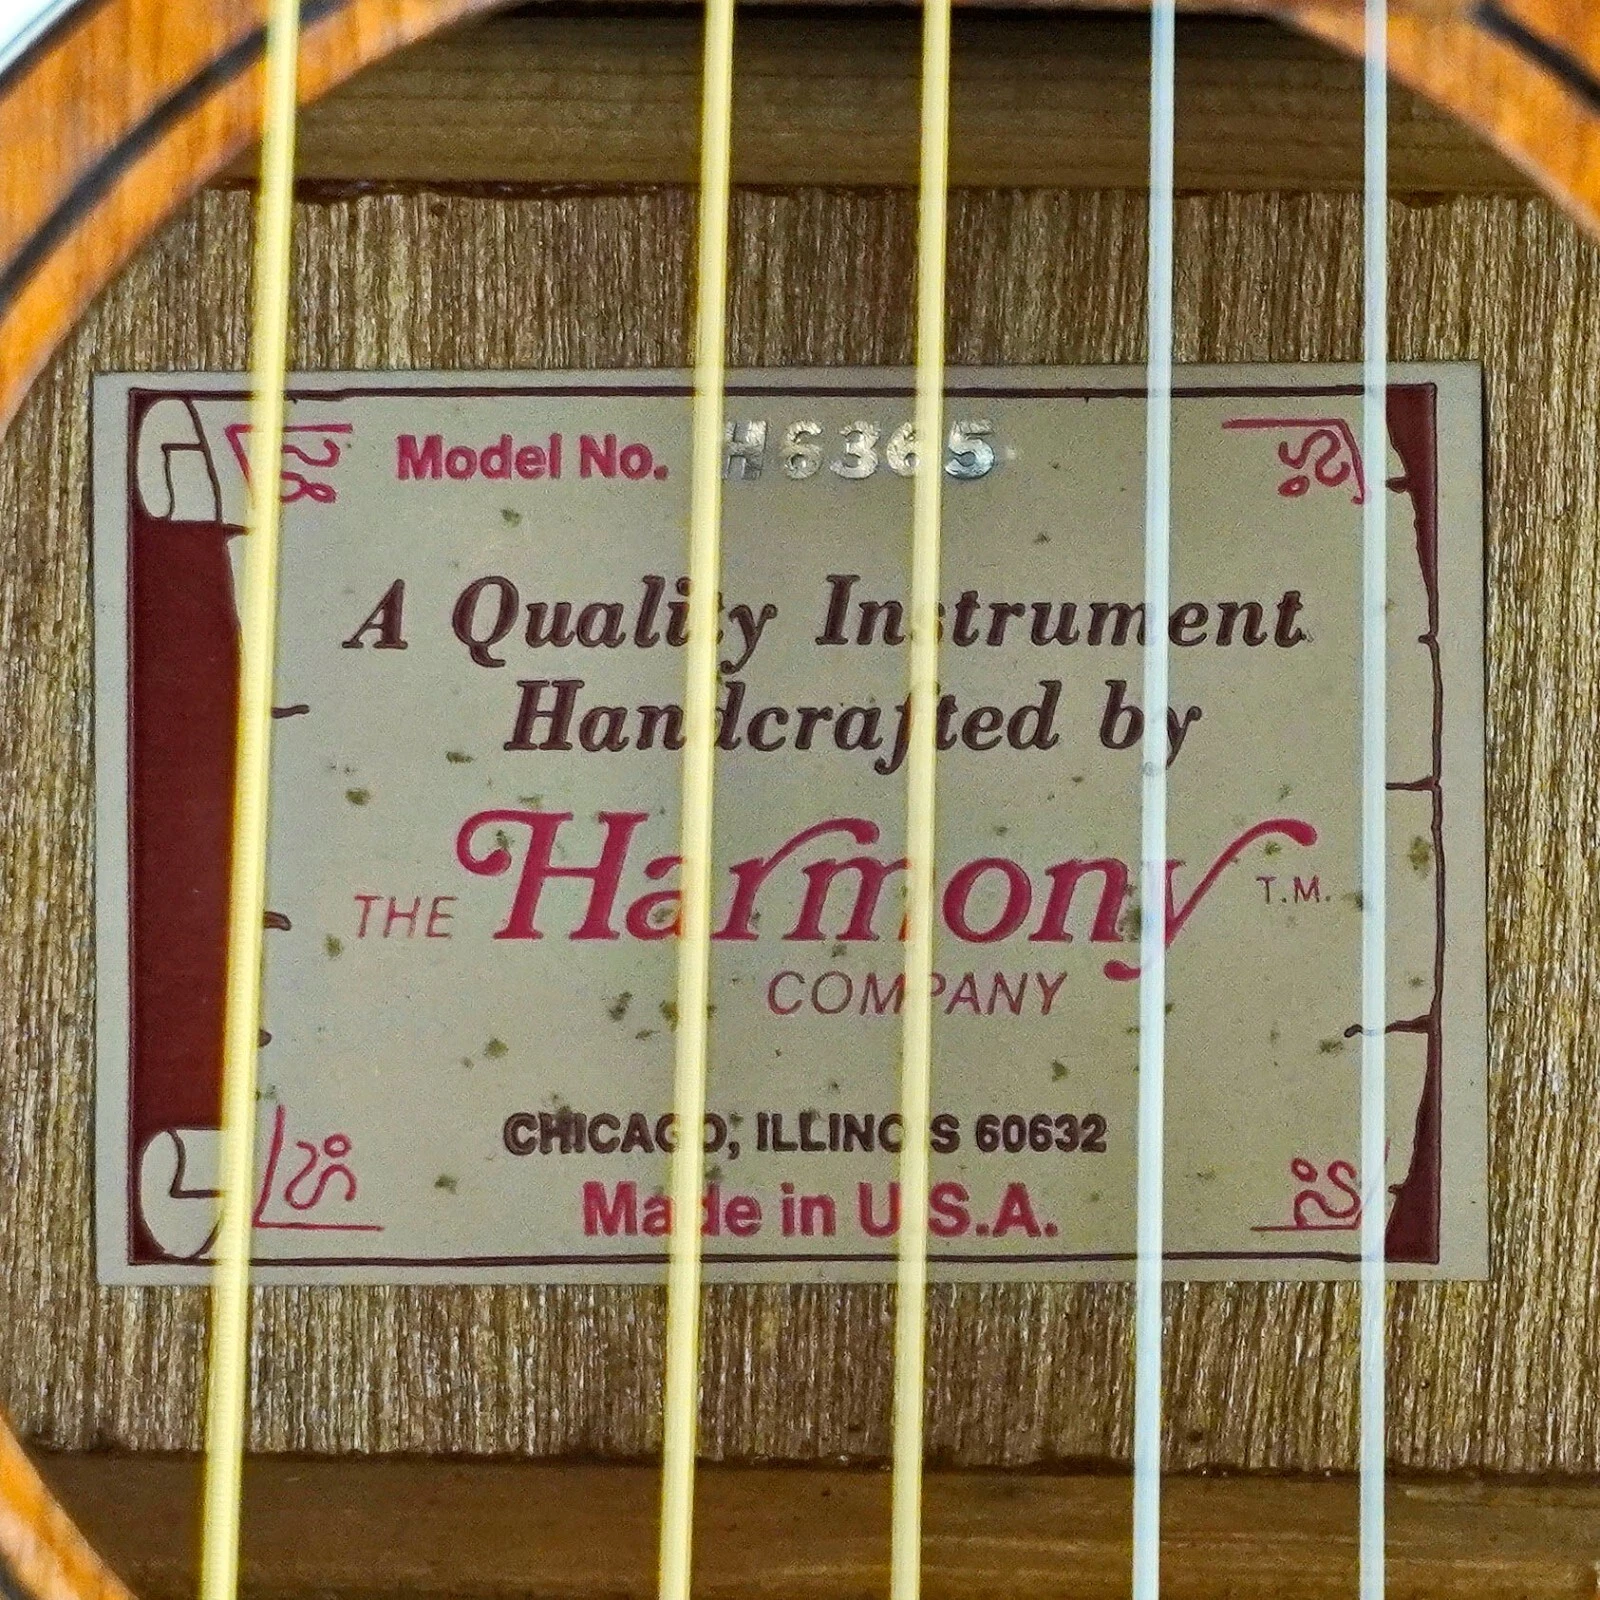 Model No. H6365
A Quality Instrument
Handcrafted by
THE Harmony T.M.
COMPANY
CHICAGO, ILLINOIS 60632
Made in U.S.A.